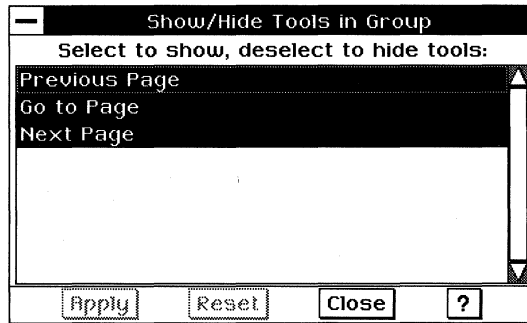 Show/Hide Tools in Group
Select to show, deselect to hide tools:
Previous Page
Go to Page
Next Page
Apply Reset Close ?